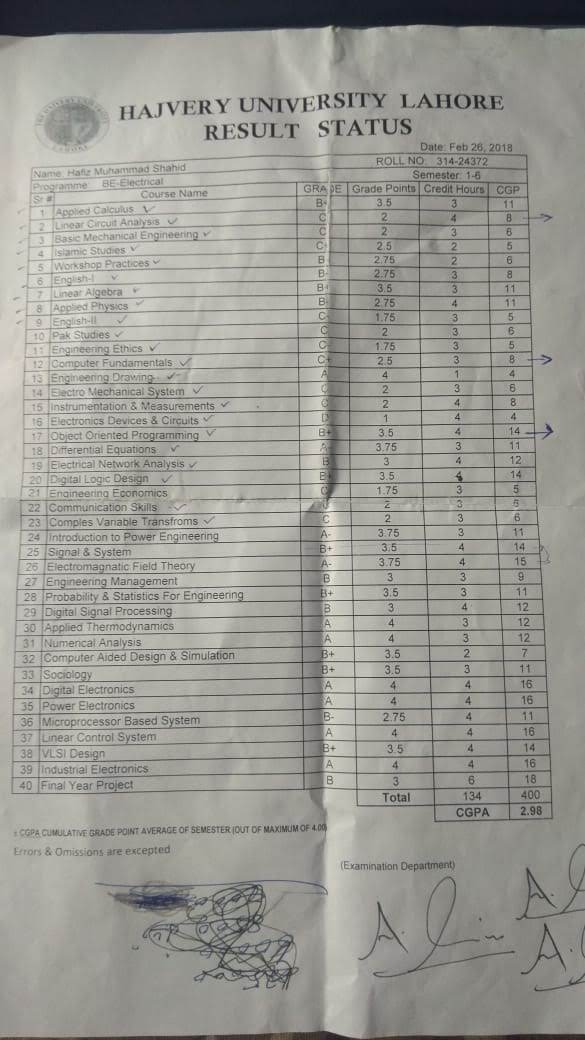 HAJVERY UNIVERSITY LAHORE
RESULT STATUS
Date: Feb 26, 2018
Name: Hafiz Muhammad Shahid ROLL NO: 314-24372
Programme: BE-Electrical Semester: 1-6
Sr # Course Name GRADE Grade Points Credit Hours CGP
1 Applied Calculus B+ 3.5 3 11
2 Linear Circuit Analysis C 2 4 8
3 Basic Mechanical Engineering C 2 3 6
4 Islamic Studies C+ 2.5 2 5
5 Workshop Practices B- 2.75 2 6
6 English-I B- 2.75 3 8
7 Linear Algebra B+ 3.5 3 11
8 Applied Physics B- 2.75 4 11
9 English-II C- 1.75 3 5
10 Pak Studies C 2 3 6
11 Engineering Ethics C- 1.75 3 5
12 Computer Fundamentals C+ 2.5 3 8
13 Engineering Drawing A 4 1 4
14 Electro Mechanical System C 2 3 6
15 Instrumentation & Measurements C 2 4 8
16 Electronics Devices & Circuits D 1 4 4
17 Object Oriented Programming B+ 3.5 4 14
18 Differential Equations A- 3.75 3 11
19 Electrical Network Analysis B 3 4 12
20 Digital Logic Design B+ 3.5 4 14
21 Engineering Economics C- 1.75 3 5
22 Communication Skills C 2 3 6
23 Comples Variable Transfroms C 2 3 6
24 Introduction to Power Engineering A- 3.75 3 11
25 Signal & System B+ 3.5 4 14
26 Electromagnetic Field Theory A- 3.75 4 15
27 Engineering Management B 3 3 9
28 Probability & Statistics For Engineering B+ 3.5 3 11
29 Digital Signal Processing B 3 4 12
30 Applied Thermodynamics A 4 3 12
31 Numerical Analysis A 4 3 12
32 Computer Aided Design & Simulation B+ 3.5 2 7
33 Sociology B+ 3.5 3 11
34 Digital Electronics A 4 4 16
35 Power Electronics A 4 4 16
36 Microprocessor Based System B- 2.75 4 11
37 Linear Control System A 4 4 16
38 VLSI Design B+ 3.5 4 14
39 Industrial Electronics A 4 4 16
40 Final Year Project B 3 6 18
Total 134 400
CGPA 2.98
± CGPA CUMULATIVE GRADE POINT AVERAGE OF SEMESTER (OUT OF MAXIMUM OF 4.00)
Errors & Omissions are excepted
(Examination Department)